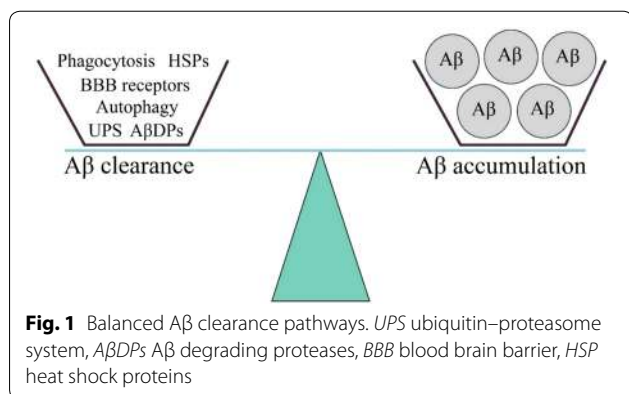 Phagocytosis HSPs
BBB receptors
Autophagy
UPS AβDPs
Aβ clearance
Aβ Aβ Aβ
Aβ Aβ
Aβ accumulation
Fig. 1 Balanced Aβ clearance pathways. UPS ubiquitin–proteasome
system, AβDPs Aβ degrading proteases, BBB blood brain barrier, HSP
heat shock proteins